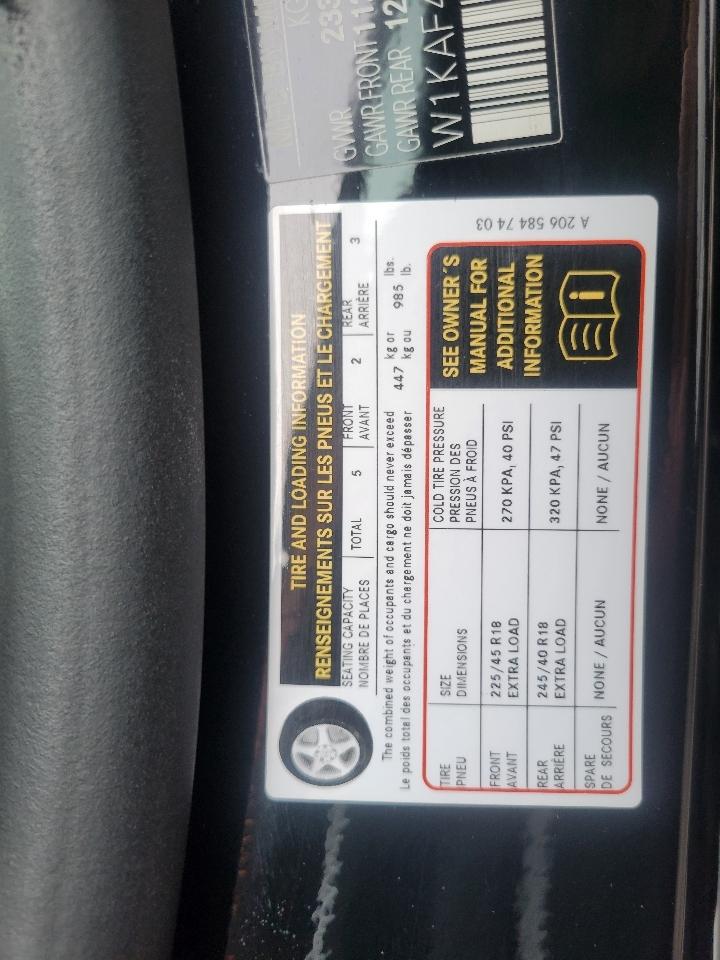 TIRE AND LOADING INFORMATION
RENSEIGNEMENTS SUR LES PNEUS ET LE CHARGEMENT
SEATING CAPACITY
NOMBRE DE PLACES
TOTAL 5
FRONT
AVANT
2
REAR
ARRIÈRE
3
The combined weight of occupants and cargo should never exceed 447 kg or 985 lbs.
Le poids total des occupants et du chargement ne doit jamais dépasser kg ou lb.
TIRE
PNEU
SIZE
DIMENSIONS
COLD TIRE PRESSURE
PRESSION DES
PNEUS À FROID
FRONT
AVANT
225/45 R18
EXTRA LOAD
270 KPA, 40 PSI
REAR
ARRIÈRE
245/40 R18
EXTRA LOAD
320 KPA, 47 PSI
SPARE
DE SECOURS
NONE / AUCUN
NONE / AUCUN
SEE OWNER'S
MANUAL FOR
ADDITIONAL
INFORMATION
A 206 584 74 03
KG
GVWR 233
GAWR FRONT 11
GAWR REAR 12
W1KAF4